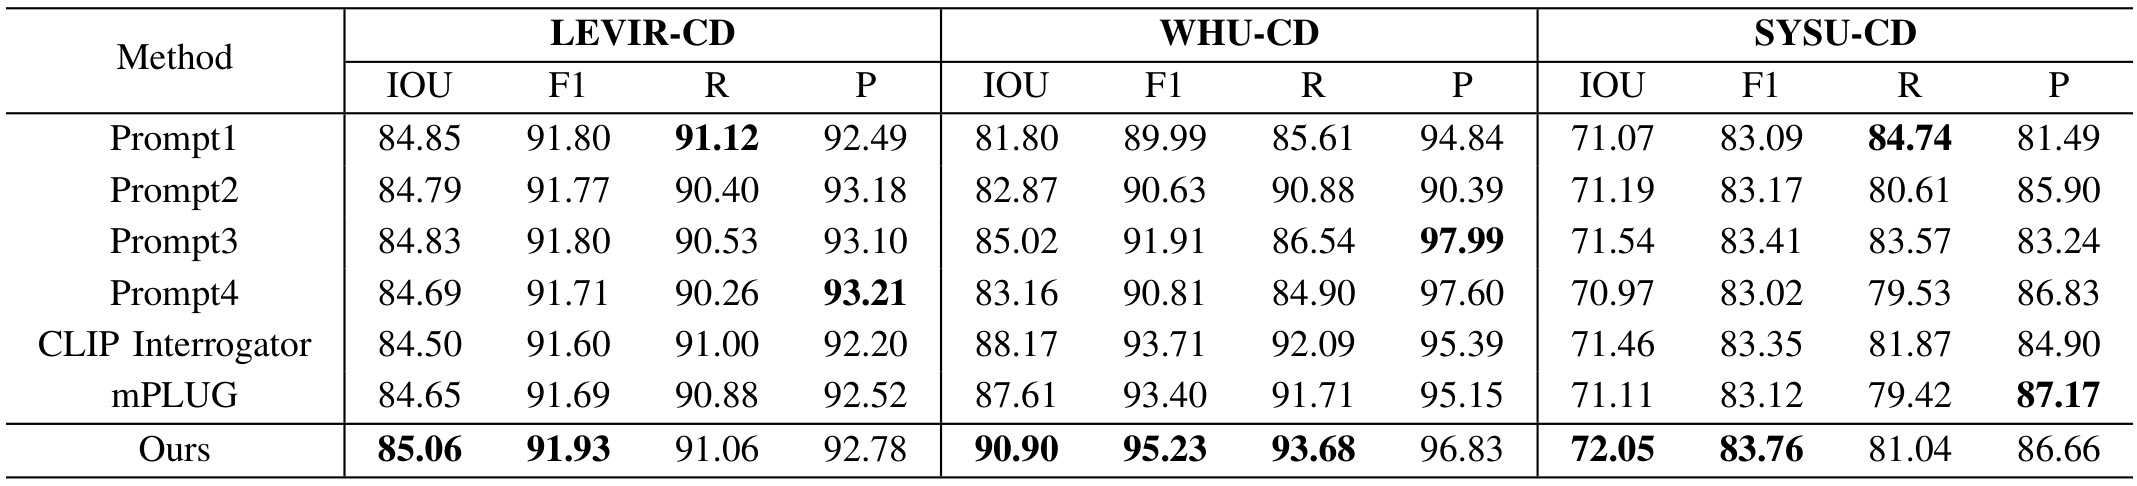 Method LEVIR-CD WHU-CD SYSU-CD
IOU F1 R P IOU F1 R P IOU F1 R P
Prompt1 84.85 91.80 91.12 92.49 81.80 89.99 85.61 94.84 71.07 83.09 84.74 81.49
Prompt2 84.79 91.77 90.40 93.18 82.87 90.63 90.88 90.39 71.19 83.17 80.61 85.90
Prompt3 84.83 91.80 90.53 93.10 85.02 91.91 86.54 97.99 71.54 83.41 83.57 83.24
Prompt4 84.69 91.71 90.26 93.21 83.16 90.81 84.90 97.60 70.97 83.02 79.53 86.83
CLIP Interrogator 84.50 91.60 91.00 92.20 88.17 93.71 92.09 95.39 71.46 83.35 81.87 84.90
mPLUG 84.65 91.69 90.88 92.52 87.61 93.40 91.71 95.15 71.11 83.12 79.42 87.17
Ours 85.06 91.93 91.06 92.78 90.90 95.23 93.68 96.83 72.05 83.76 81.04 86.66